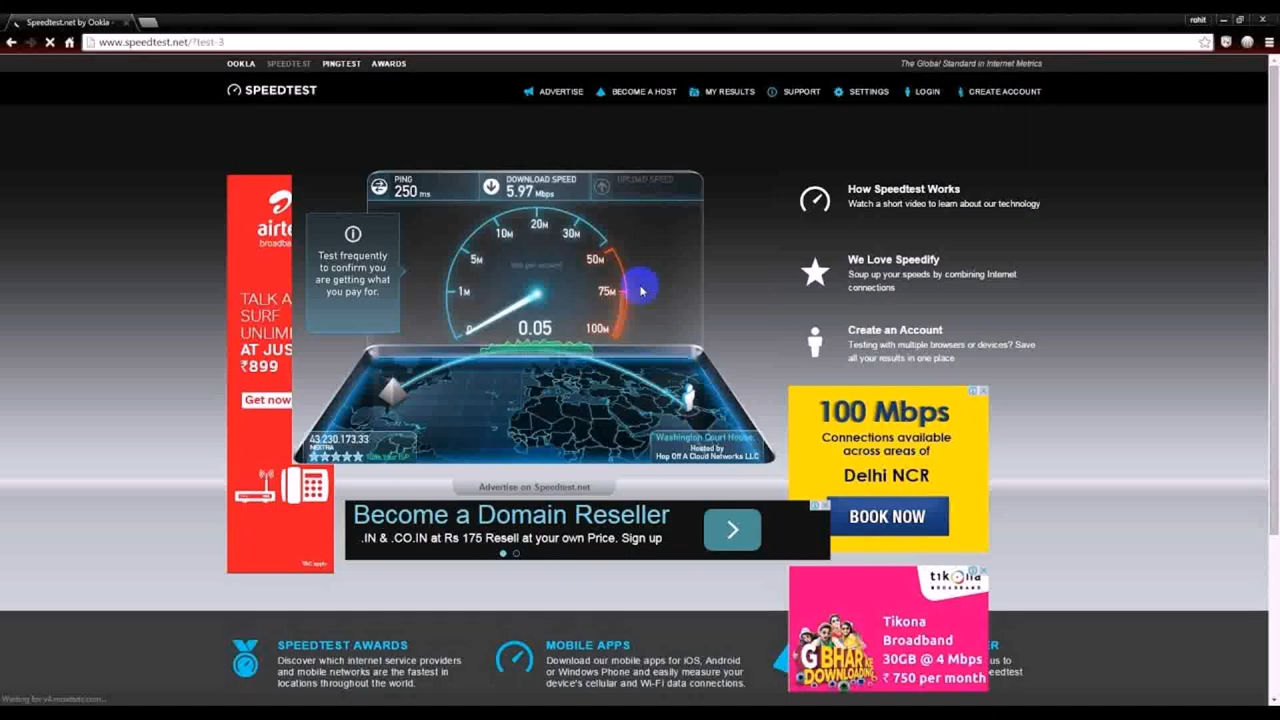 Speedtest.net by Ookla
rohit
www.speedtest.net/?test-3
OOKLA SPEEDTEST PINGTEST AWARDS
The Global Standard in Internet Metrics
SPEEDTEST
ADVERTISE BECOME A HOST MY RESULTS SUPPORT SETTINGS LOGIN CREATE ACCOUNT
PING
250 ms
DOWNLOAD SPEED
5.97 Mbps
UPLOAD SPEED
Test frequently
to confirm you
are getting what
you pay for.
0
1M
5M
10M
20M
30M
50M
75M
100M
0.05
43.230.173.33
Washington Court House,
Hosted by
Hop Off A Cloud Networks LLC
Advertise on Speedtest.net
airte
broadba
TALK A
SURF
UNLIMI
AT JUS
₹899
Get now
How Speedtest Works
Watch a short video to learn about our technology
We Love Speedify
Soup up your speeds by combining Internet
connections
Create an Account
Testing with multiple browsers or devices? Save
all your results in one place
100 Mbps
Connections available
across areas of
Delhi NCR
BOOK NOW
Become a Domain Reseller
.IN & .CO.IN at Rs 175 Resell at your own Price. Sign up
tikona
BROADBAND
Tikona
Broadband
30GB @ 4 Mbps
₹ 750 per month
G BHAR KE
DOWNLOADING
SPEEDTEST AWARDS
Discover which internet service providers
and mobile networks are the fastest in
locations throughout the world.
MOBILE APPS
Download our mobile apps for iOS, Android
or Windows Phone and easily measure your
device's cellular and Wi-Fi data connections.
ER
us to
eedtest